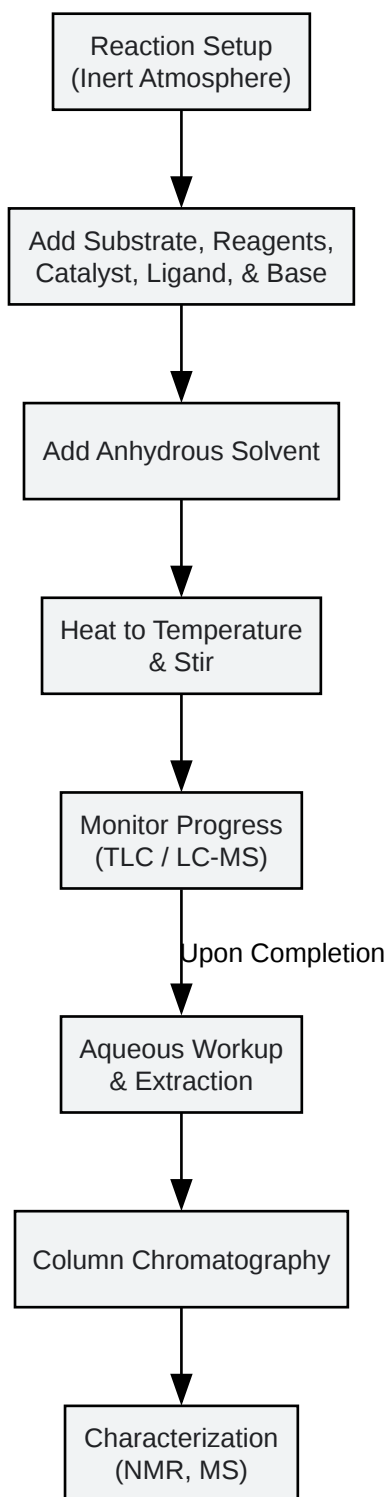 Reaction Setup
(Inert Atmosphere)
Add Substrate, Reagents,
Catalyst, Ligand, & Base
Add Anhydrous Solvent
Heat to Temperature
& Stir
Monitor Progress
(TLC / LC-MS)
Upon Completion
Aqueous Workup
& Extraction
Column Chromatography
Characterization
(NMR, MS)